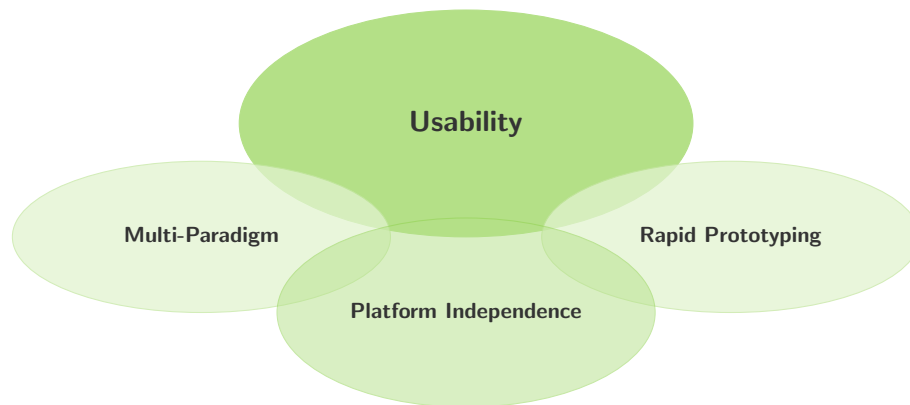 Usability
Multi-Paradigm
Rapid Prototyping
Platform Independence